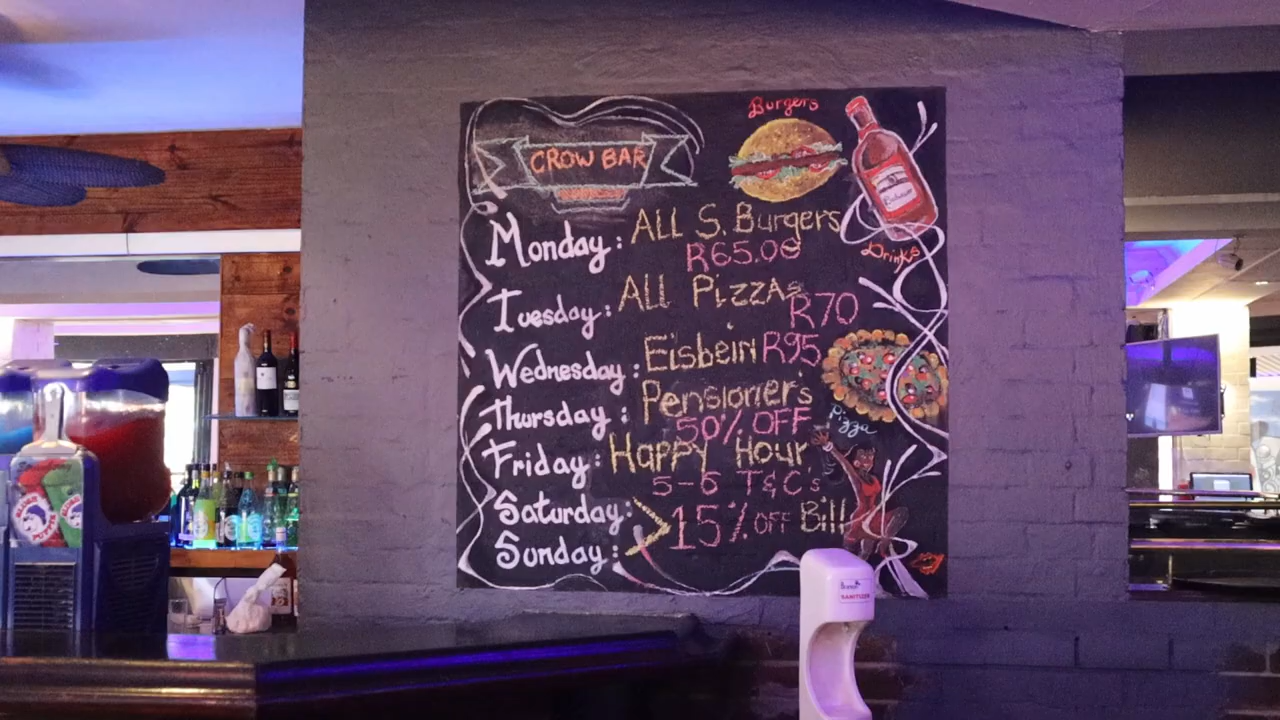 Burgers
CROW BAR
Monday: ALL S. Burgers
R65.00
Drinks
Tuesday: ALL PizzAs
R70
Wednesday: Eisbein R95
Thursday: Pensioner's
50% OFF
Pizza
Friday: Happy Hour
5-6 T&C's
Saturday:
15% OFF Bill
Sunday:
SANITIZER